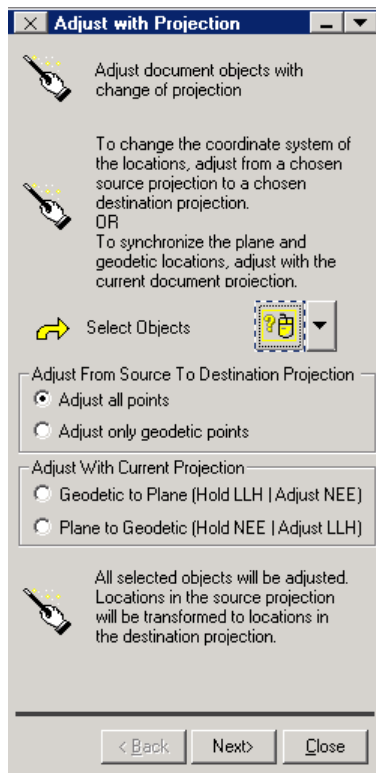 Adjust with Projection
Adjust document objects with
change of projection
To change the coordinate system of
the locations, adjust from a chosen
source projection to a chosen
destination projection.
OR
To synchronize the plane and
geodetic locations, adjust with the
current document projection.
Select Objects
Adjust From Source To Destination Projection
Adjust all points
Adjust only geodetic points
Adjust With Current Projection
Geodetic to Plane (Hold LLH | Adjust NEE)
Plane to Geodetic (Hold NEE | Adjust LLH)
All selected objects will be adjusted.
Locations in the source projection
will be transformed to locations in
the destination projection.
< Back Next> Close